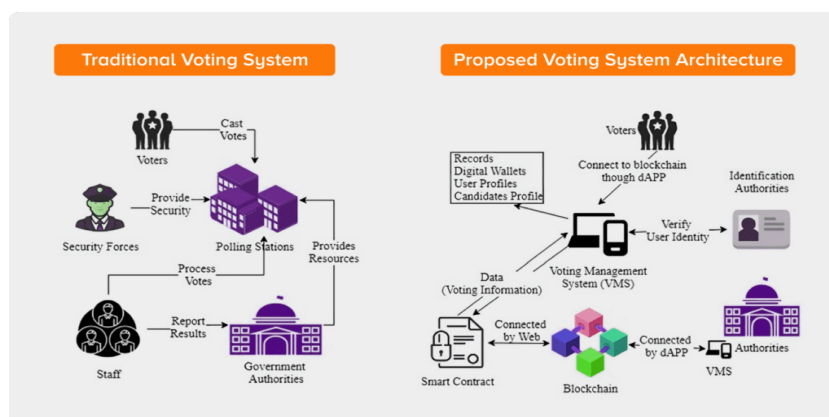 Traditional Voting System
Cast
Votes
Voters
Provide
Security
Security Forces
Polling Stations
Provides
Resources
Process
Votes
Report
Results
Staff
Government
Authorities
Proposed Voting System Architecture
Voters
Records
Digital Wallets
User Profiles
Candidates Profile
Connect to blockchain
though dAPP
Identification
Authorities
Verify
User Identity
Voting Management
System (VMS)
Data
(Voting Information)
Connected
by Web
Smart Contract
Blockchain
Connected
by dAPP
VMS
Authorities